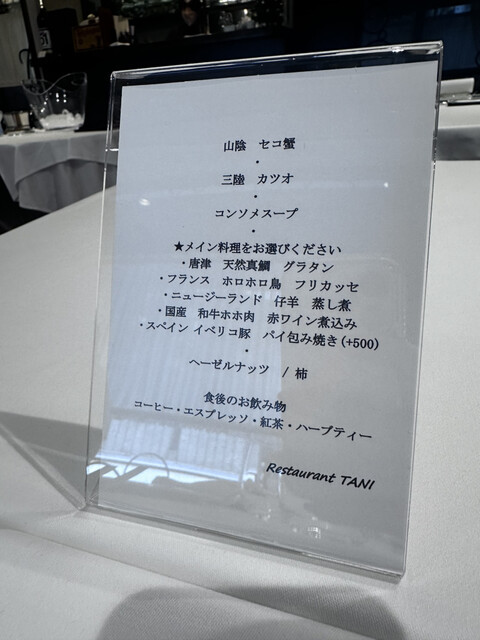 山陰　セコ蟹
・
三陸　カツオ
・
コンソメスープ
・
★メイン料理をお選びください
・唐津　天然真鯛　グラタン
・フランス　ホロホロ鳥　フリカッセ
・ニュージーランド　仔羊　蒸し煮
・国産　和牛ホホ肉　赤ワイン煮込み
・スペイン イベリコ豚　パイ包み焼き(+500)
・
ヘーゼルナッツ　/ 柿
食後のお飲み物
コーヒー・エスプレッソ・紅茶・ハーブティー
Restaurant TANI